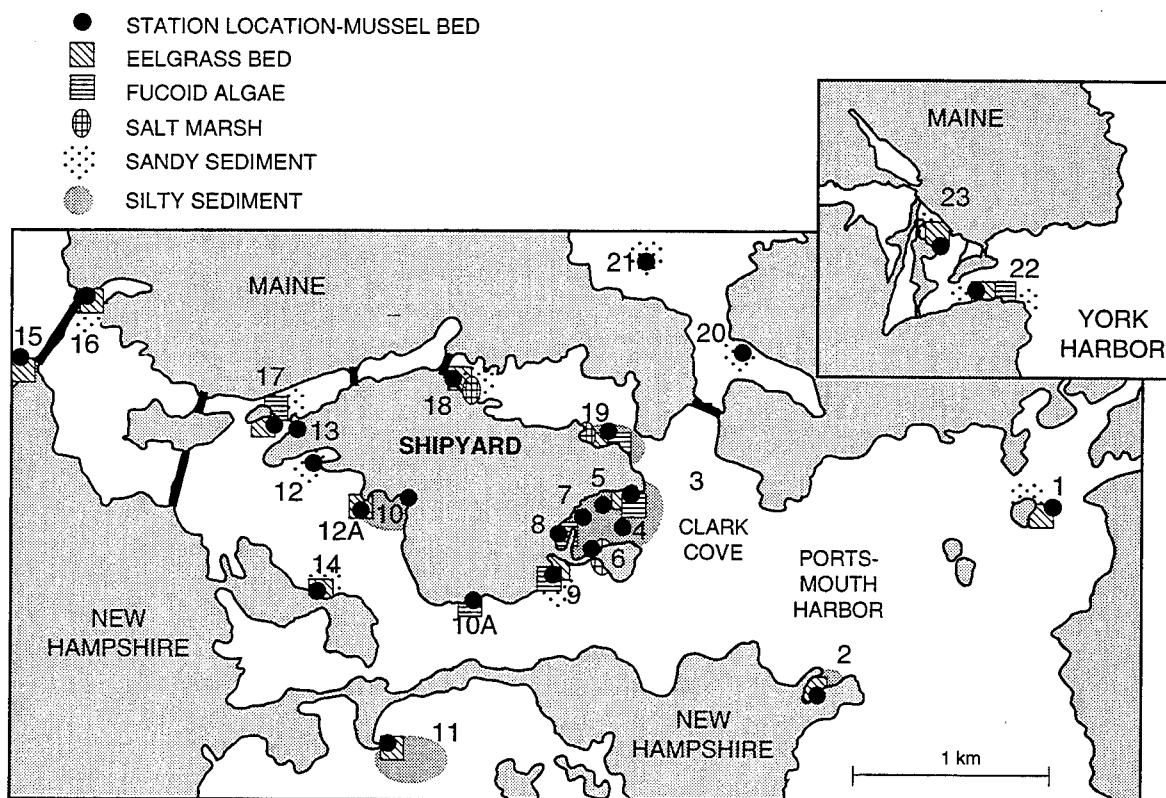 STATION LOCATION-MUSSEL BED
EELGRASS BED
FUCOID ALGAE
SALT MARSH
SANDY SEDIMENT
SILTY SEDIMENT
MAINE
23
22
YORK
HARBOR
21
MAINE
20
15
16
17
18
19
13
SHIPYARD
12
3
5
7
1
12A
10
8
4
CLARK
COVE
6
14
9
PORTS-
MOUTH
HARBOR
10A
NEW
HAMPSHIRE
2
11
NEW
HAMPSHIRE
1 km